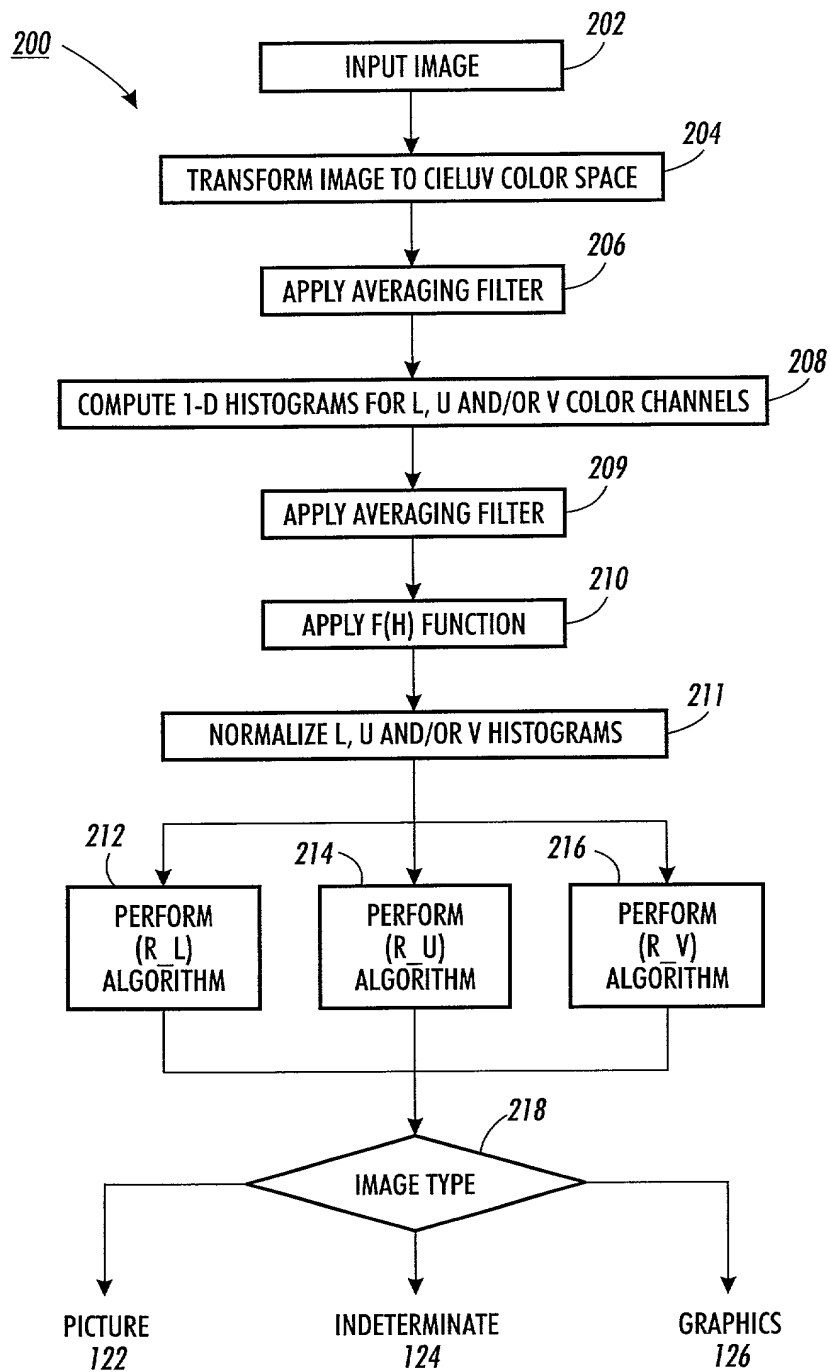 200
202
INPUT IMAGE
204
TRANSFORM IMAGE TO CIELUV COLOR SPACE
206
APPLY AVERAGING FILTER
208
COMPUTE 1-D HISTOGRAMS FOR L, U AND/OR V COLOR CHANNELS
209
APPLY AVERAGING FILTER
210
APPLY F(H) FUNCTION
211
NORMALIZE L, U AND/OR V HISTOGRAMS
212
PERFORM
(R_L)
ALGORITHM
214
PERFORM
(R_U)
ALGORITHM
216
PERFORM
(R_V)
ALGORITHM
218
IMAGE TYPE
PICTURE
122
INDETERMINATE
124
GRAPHICS
126